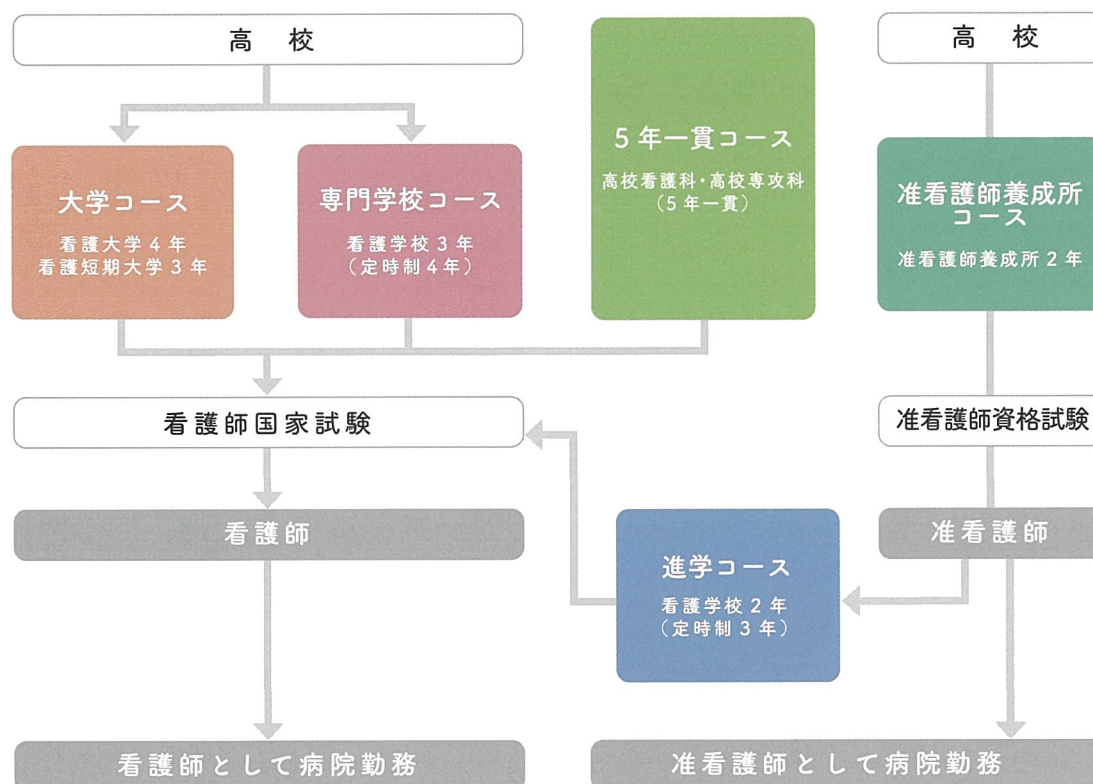 高　校
高　校
大学コース
看護大学4年
看護短期大学3年
専門学校コース
看護学校3年
（定時制4年）
5年一貫コース
高校看護科・高校専攻科
（5年一貫）
准看護師養成所
コース
准看護師養成所2年
看護師国家試験
准看護師資格試験
看護師
准看護師
進学コース
看護学校2年
（定時制3年）
看護師として病院勤務
准看護師として病院勤務